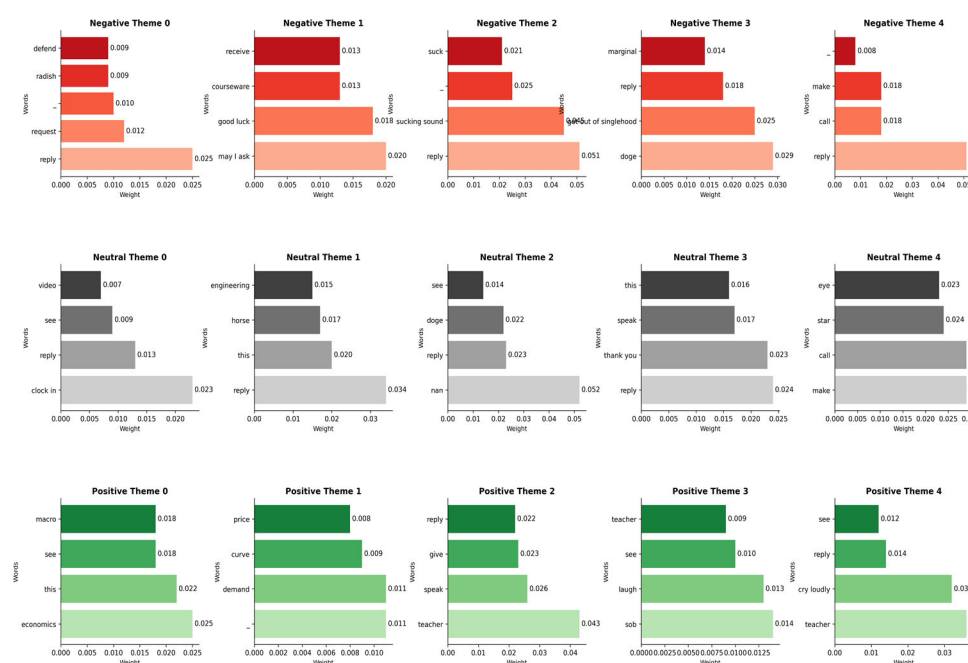 Negative Theme 0
Words
defend
0.009
radish
0.009
_
0.010
request
0.012
reply
0.025
0.000 0.005 0.010 0.015 0.020 0.025
Weight
Negative Theme 1
Words
receive
0.013
courseware
0.013
good luck
0.018
may I ask
0.020
0.000 0.005 0.010 0.015 0.020
Weight
Negative Theme 2
Words
suck
0.021
_
0.025
sucking sound
0.045
reply
0.051
0.00 0.01 0.02 0.03 0.04 0.05
Weight
Negative Theme 3
Words
marginal
0.014
reply
0.018
get out of singlehood
0.025
doge
0.029
0.000 0.005 0.010 0.015 0.020 0.025 0.030
Weight
Negative Theme 4
Words
_
0.008
make
0.018
call
0.018
reply
0.00 0.01 0.02 0.03 0.04
Weight
Neutral Theme 0
Words
video
0.007
see
0.009
reply
0.013
clock in
0.023
0.000 0.005 0.010 0.015 0.020
Weight
Neutral Theme 1
Words
engineering
0.015
horse
0.017
this
0.020
reply
0.034
0.00 0.01 0.02 0.03
Weight
Neutral Theme 2
Words
see
0.014
doge
0.022
reply
0.023
nan
0.052
0.00 0.01 0.02 0.03 0.04 0.05
Weight
Neutral Theme 3
Words
this
0.016
speak
0.017
thank you
0.023
reply
0.024
0.000 0.005 0.010 0.015 0.020 0.025
Weight
Neutral Theme 4
Words
eye
0.023
star
0.024
call
make
0.000 0.005 0.010 0.015 0.020 0.025
Weight
Positive Theme 0
Words
macro
0.018
see
0.018
this
0.022
economics
0.025
0.000 0.005 0.010 0.015 0.020 0.025
Weight
Positive Theme 1
Words
price
0.008
curve
0.009
demand
0.011
_
0.011
0.000 0.002 0.004 0.006 0.008 0.010
Weight
Positive Theme 2
Words
reply
0.022
give
0.023
speak
0.026
teacher
0.043
0.00 0.01 0.02 0.03 0.04
Weight
Positive Theme 3
Words
teacher
0.009
see
0.010
laugh
0.013
sob
0.014
0.0000 0.0025 0.0050 0.0075 0.0100 0.0125
Weight
Positive Theme 4
Words
see
0.012
reply
0.014
cry loudly
0.03
teacher
0.00 0.01 0.02 0.03
Weight